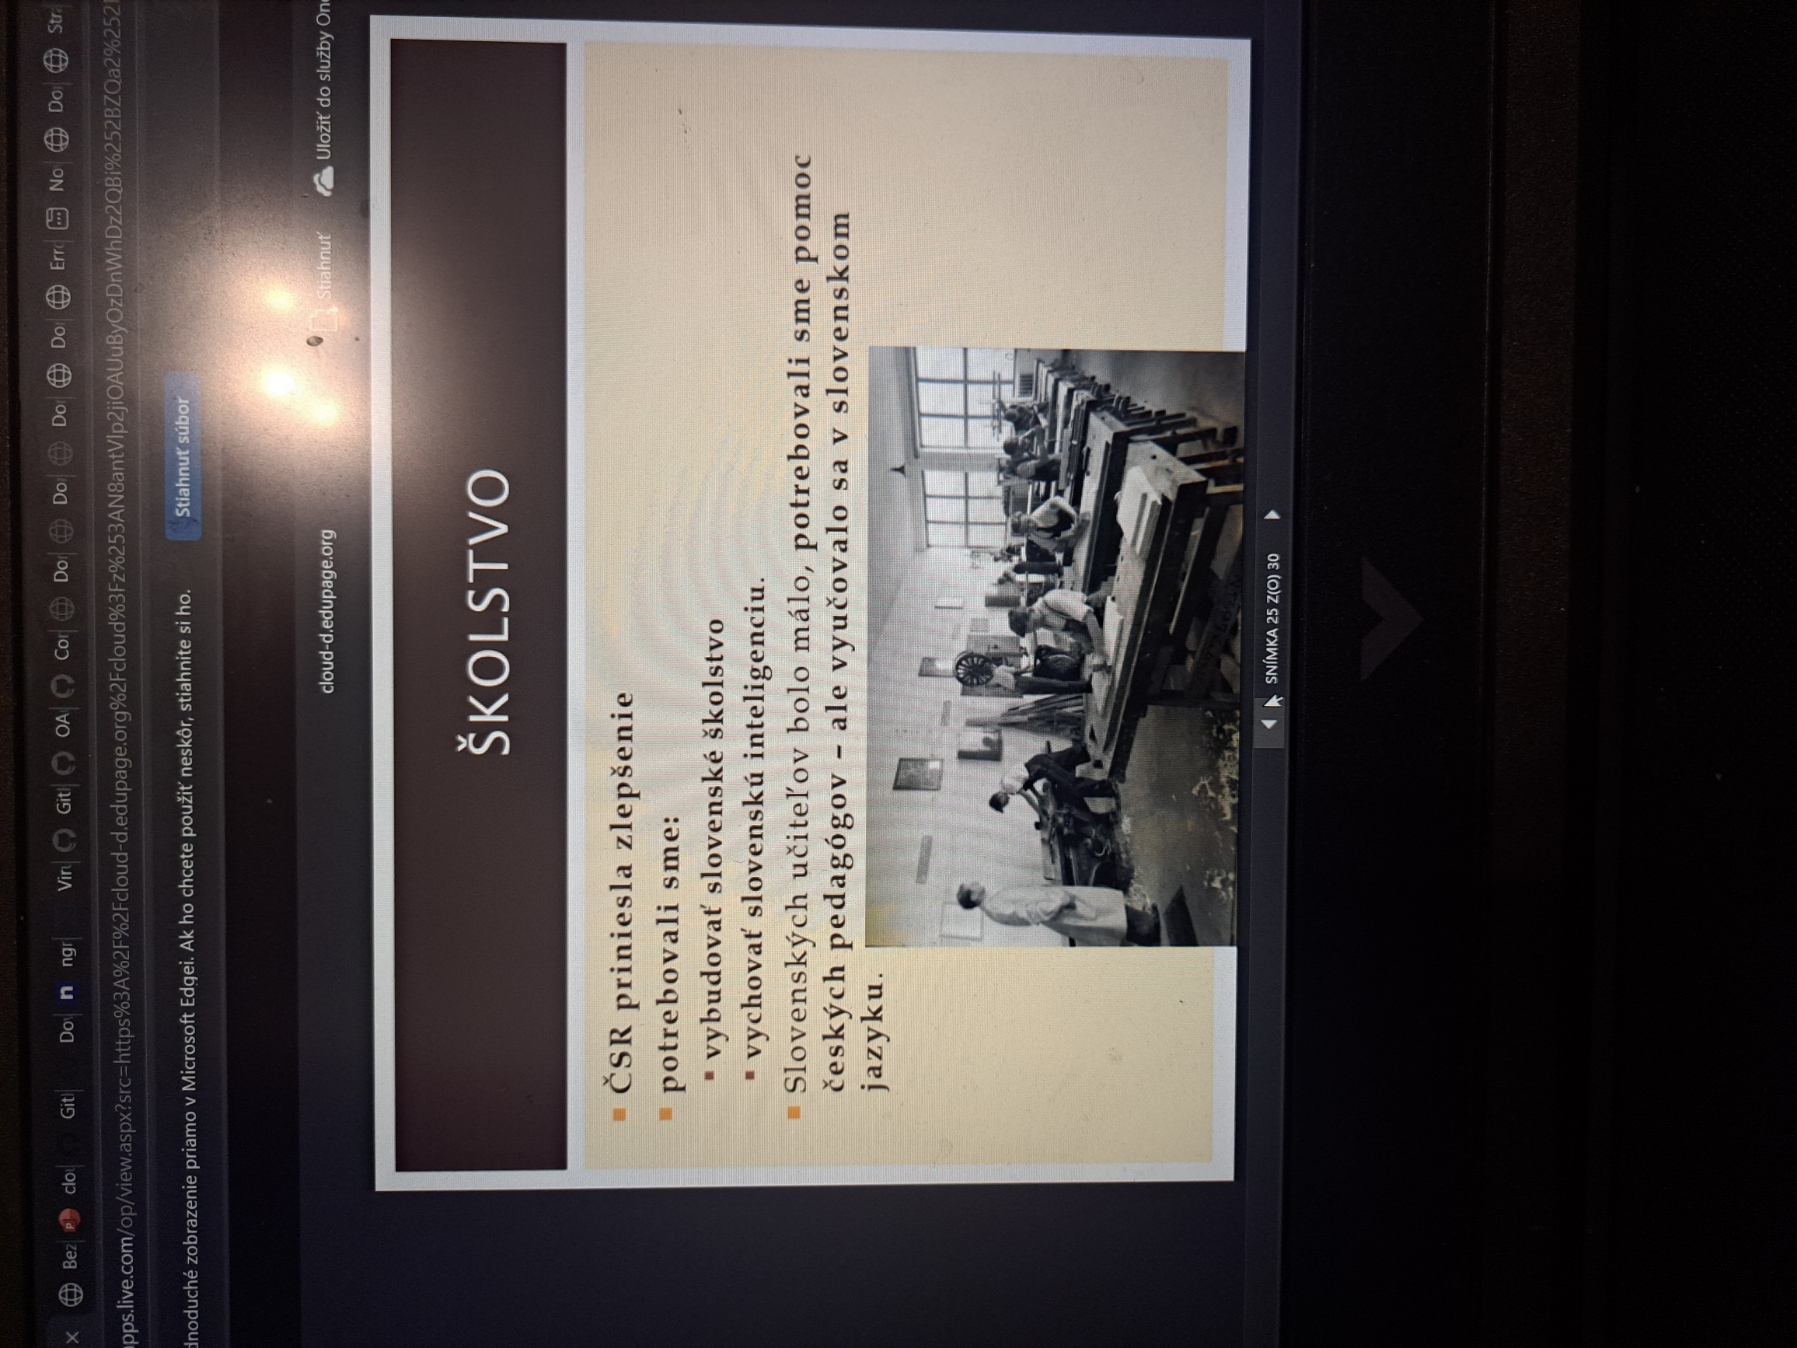 Bez
clo
Git
Do
n ngr
Vir
Git
OA
Cor
Do
Do
Do
Do
Erro
No
Do
Str
apps.live.com/op/view.aspx?src=https%3A%2F%2Fcloud-d.edupage.org%2Fcloud%3Fz%253AN8antVlp2jiOAUuByOzDnWhDz2QBi%252BZQa2%252
dnoduché zobrazenie priamo v Microsoft Edgei. Ak ho chcete použiť neskôr, stiahnite si ho.
Stiahnuť súbor
cloud-d.edupage.org
Stiahnuť
Uložiť do služby One
ŠKOLSTVO
ČSR priniesla zlepšenie
potrebovali sme:
vybudovať slovenské školstvo
vychovať slovenskú inteligenciu.
Slovenských učiteľov bolo málo, potrebovali sme pomoc
českých pedagógov – ale vyučovalo sa v slovenskom
jazyku.
SNÍMKA 25 Z(O) 30